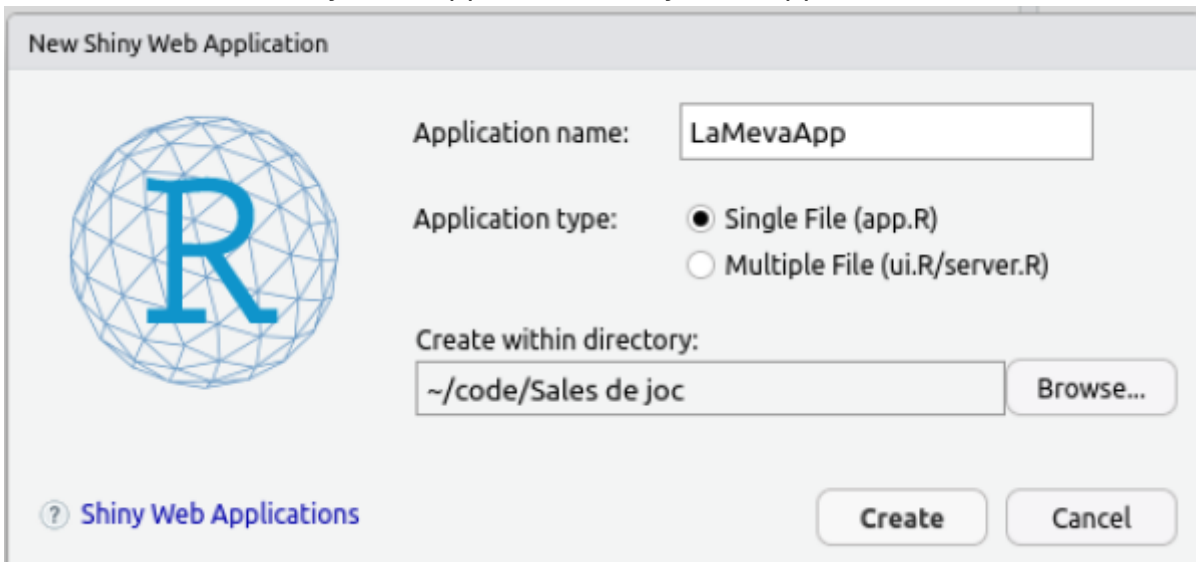 New Shiny Web Application
Application name: LaMevaApp
Application type: Single File (app.R)
Multiple File (ui.R/server.R)
Create within directory:
~/code/Sales de joc Browse...
R
? Shiny Web Applications Create Cancel